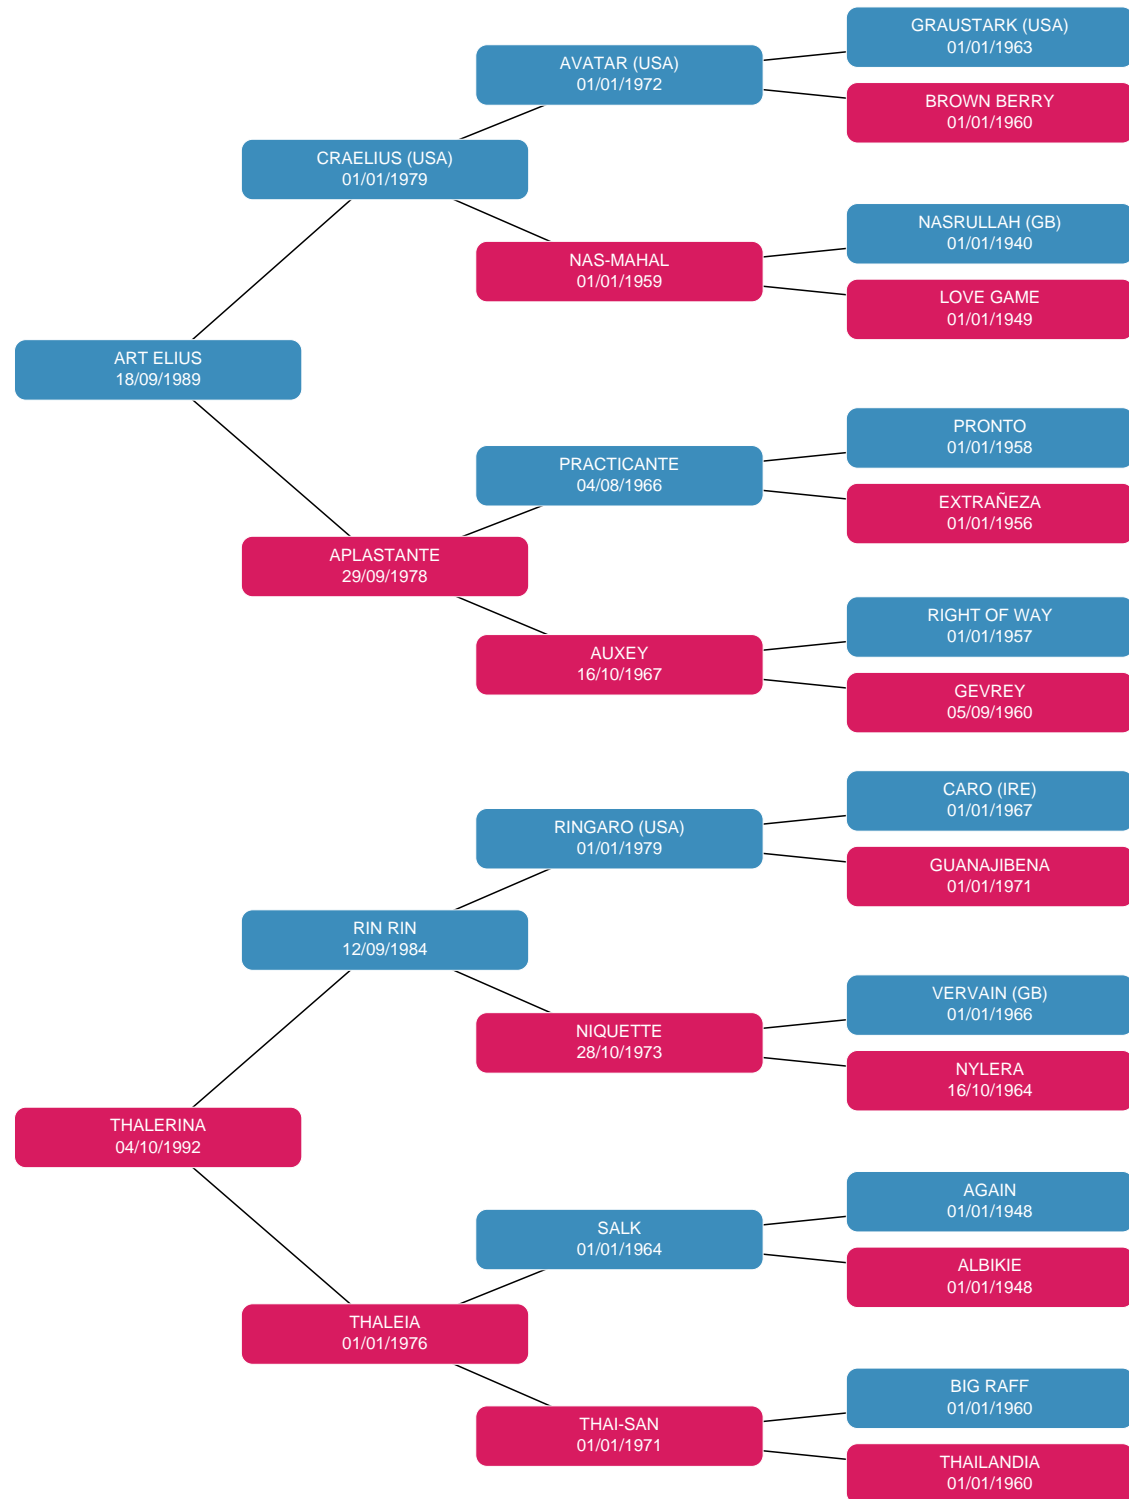 GRAUSTARK (USA)
01/01/1963
AVATAR (USA)
01/01/1972
BROWN BERRY
01/01/1960
CRAELIUS (USA)
01/01/1979
NASRULLAH (GB)
01/01/1940
NAS-MAHAL
01/01/1959
LOVE GAME
01/01/1949
ART ELIUS
18/09/1989
PRONTO
01/01/1958
PRACTICANTE
04/08/1966
EXTRAÑEZA
01/01/1956
APLASTANTE
29/09/1978
RIGHT OF WAY
01/01/1957
AUXEY
16/10/1967
GEVREY
05/09/1960
CARO (IRE)
01/01/1967
RINGARO (USA)
01/01/1979
GUANAJIBENA
01/01/1971
RIN RIN
12/09/1984
VERVAIN (GB)
01/01/1966
NIQUETTE
28/10/1973
NYLERA
16/10/1964
THALERINA
04/10/1992
AGAIN
01/01/1948
SALK
01/01/1964
ALBIKIE
01/01/1948
THALEIA
01/01/1976
BIG RAFF
01/01/1960
THAI-SAN
01/01/1971
THAILANDIA
01/01/1960